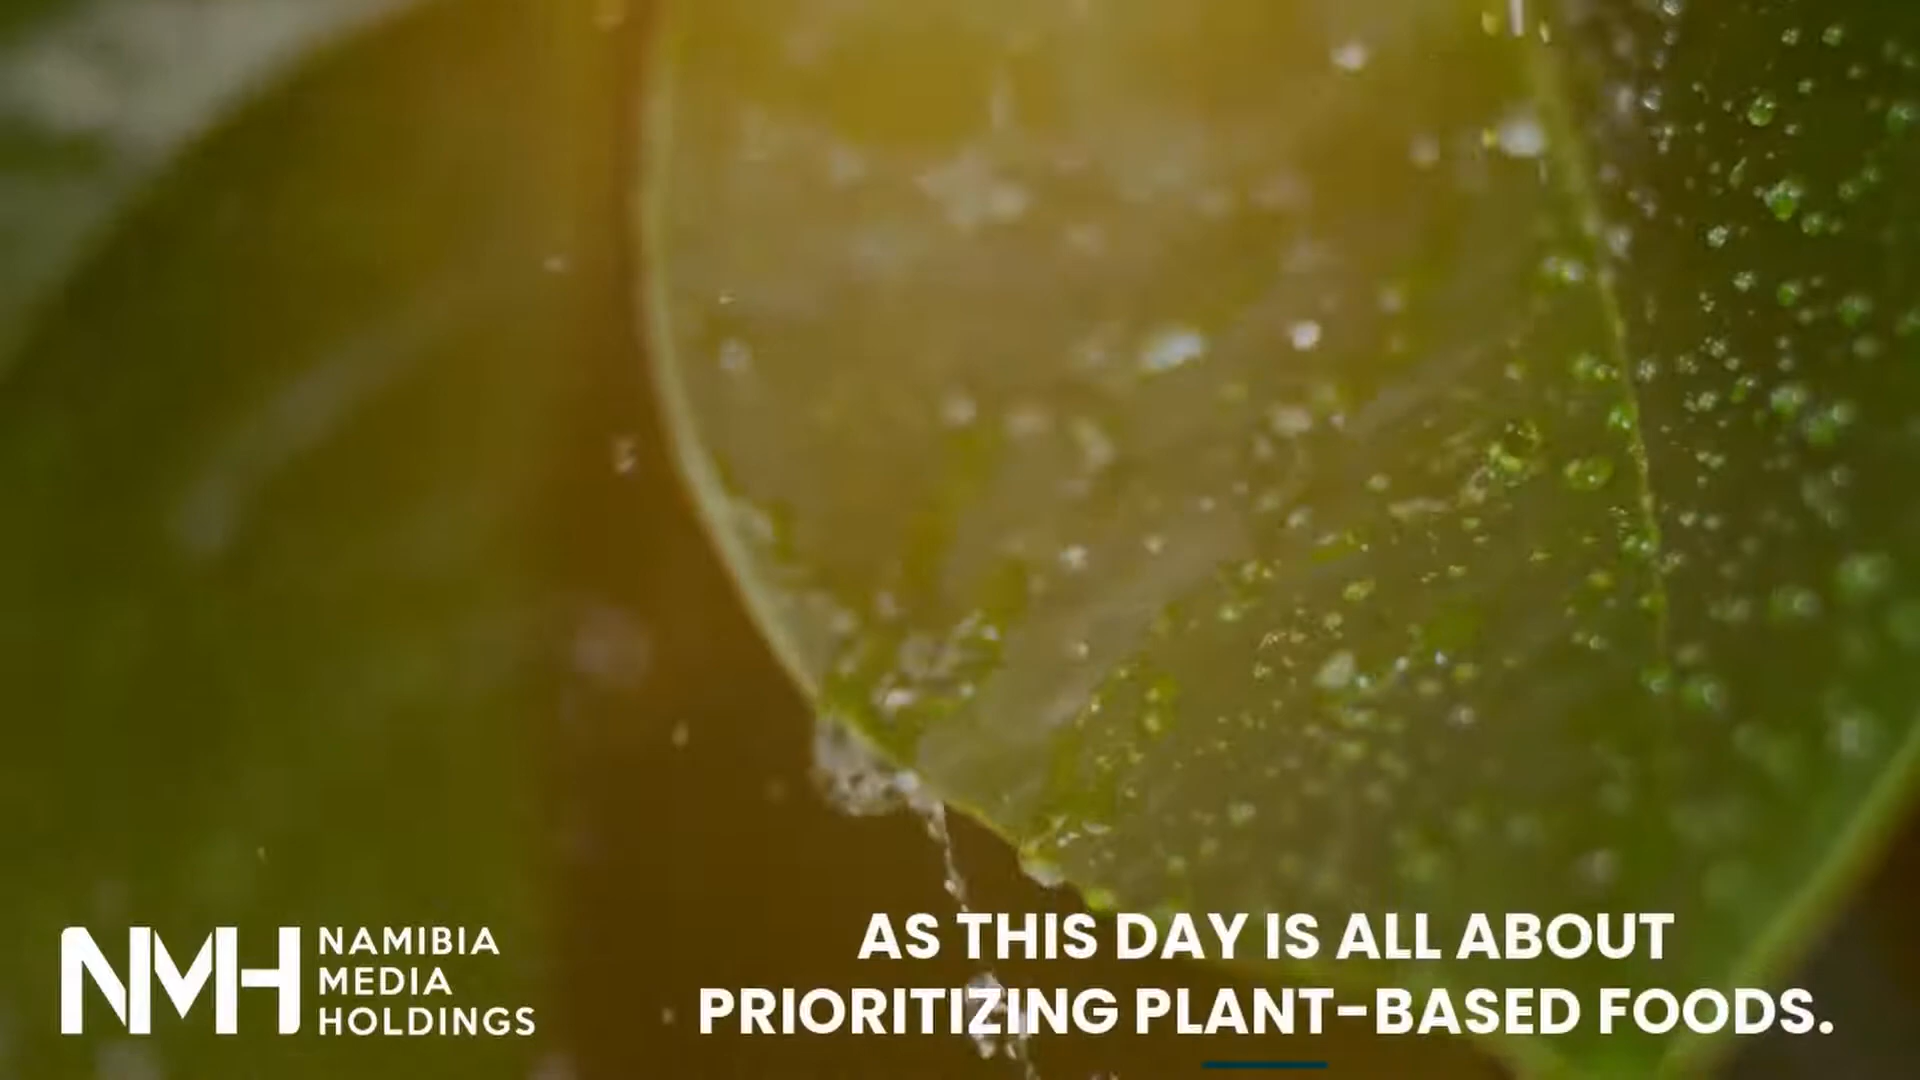 NMH
NAMIBIA
MEDIA
HOLDINGS
AS THIS DAY IS ALL ABOUT
PRIORITIZING PLANT-BASED FOODS.